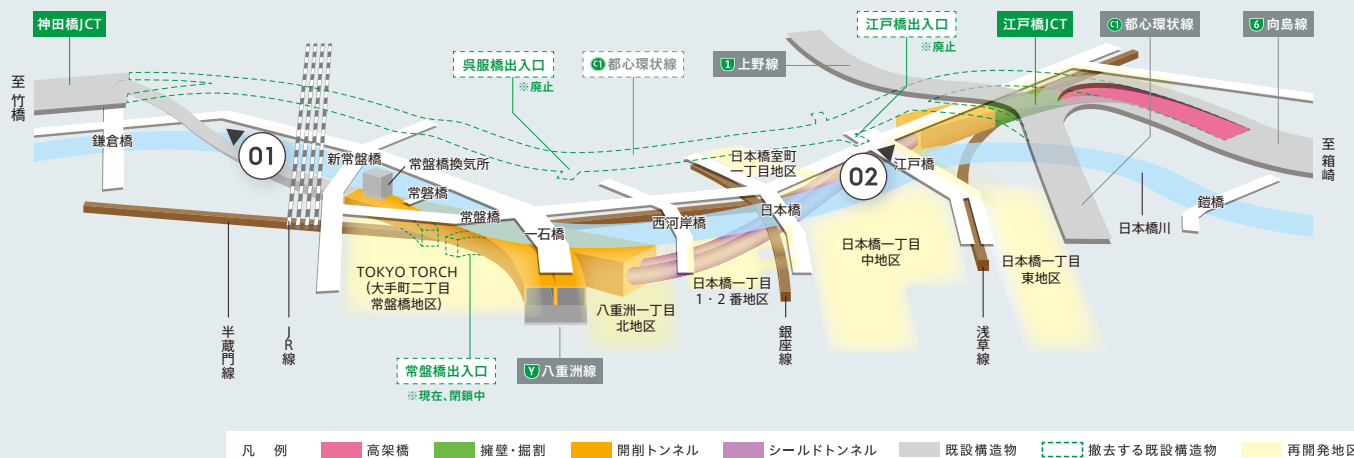 神田橋JCT
至 竹橋
鎌倉橋
01
新常盤橋
常盤橋換気所
常磐橋
常盤橋
呉服橋出入口
※廃止
C1 都心環状線
一石橋
西河岸橋
1 上野線
日本橋室町
一丁目地区
日本橋
江戸橋出入口
※廃止
02
江戸橋
江戸橋JCT
C1 都心環状線
6 向島線
至 箱崎
鎧橋
日本橋川
TOKYO TORCH
(大手町二丁目
常盤橋地区)
八重洲一丁目
北地区
日本橋一丁目
1・2番地区
日本橋一丁目
中地区
日本橋一丁目
東地区
半蔵門線
JR線
常盤橋出入口
※現在、閉鎖中
Y 八重洲線
銀座線
浅草線
凡 例
高架橋
擁壁・掘割
開削トンネル
シールドトンネル
既設構造物
撤去する既設構造物
再開発地区